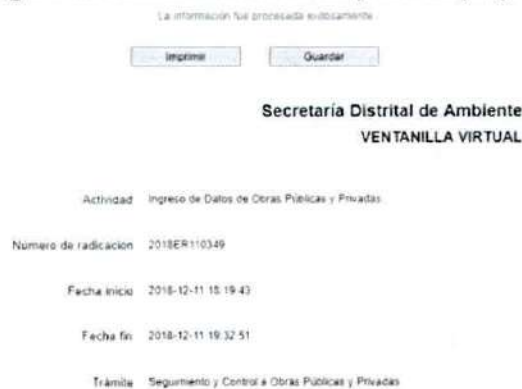 La información fue procesada exitosamente.
Imprimir Guardar
Secretaría Distrital de Ambiente
VENTANILLA VIRTUAL
Actividad Ingreso de Datos de Obras Públicas y Privadas
Número de radicación 2018ER110349
Fecha inicio 2018-12-11 18:19:43
Fecha fin 2018-12-11 19:32:51
Trámite Seguimiento y Control a Obras Públicas y Privadas